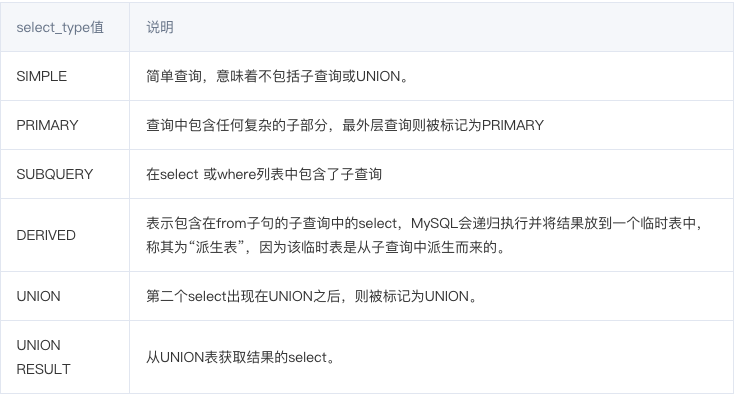 select_type值 说明
SIMPLE 简单查询，意味着不包括子查询或UNION。
PRIMARY 查询中包含任何复杂的子部分，最外层查询则被标记为PRIMARY
SUBQUERY 在select 或where列表中包含了子查询
DERIVED 表示包含在from子句的子查询中的select，MySQL会递归执行并将结果放到一个临时表中，
称其为“派生表”，因为该临时表是从子查询中派生而来的。
UNION 第二个select出现在UNION之后，则被标记为UNION。
UNION
RESULT 从UNION表获取结果的select。